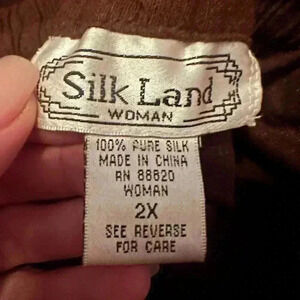 Silk Land
WOMAN
100% PURE SILK
MADE IN CHINA
RN 88820
WOMAN
2X
SEE REVERSE
FOR CARE